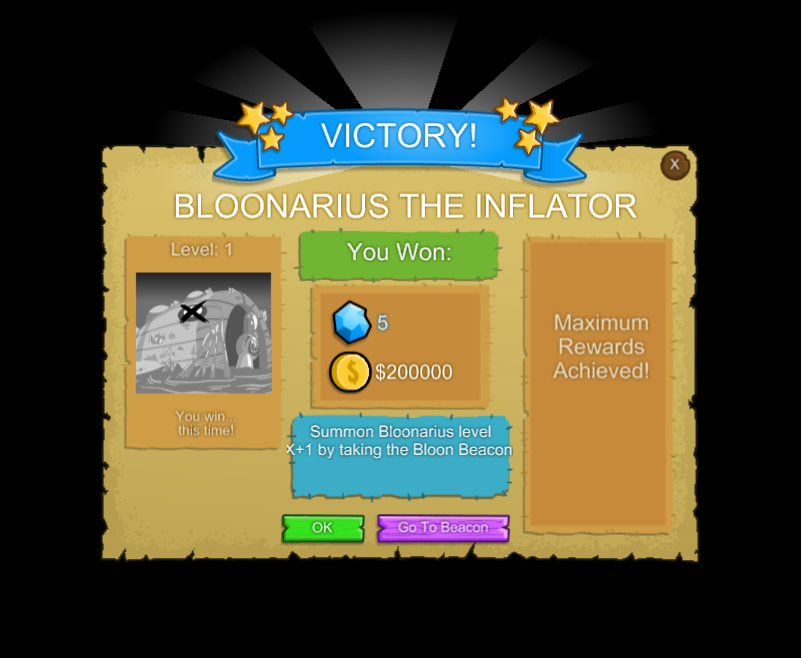 VICTORY!
X
BLOONARIUS THE INFLATOR
Level: 1
You win...
this time!
You Won:
5
$200000
Summon Bloonarius level
X+1 by taking the Bloon Beacon
Maximum
Rewards
Achieved!
OK
Go To Beacon